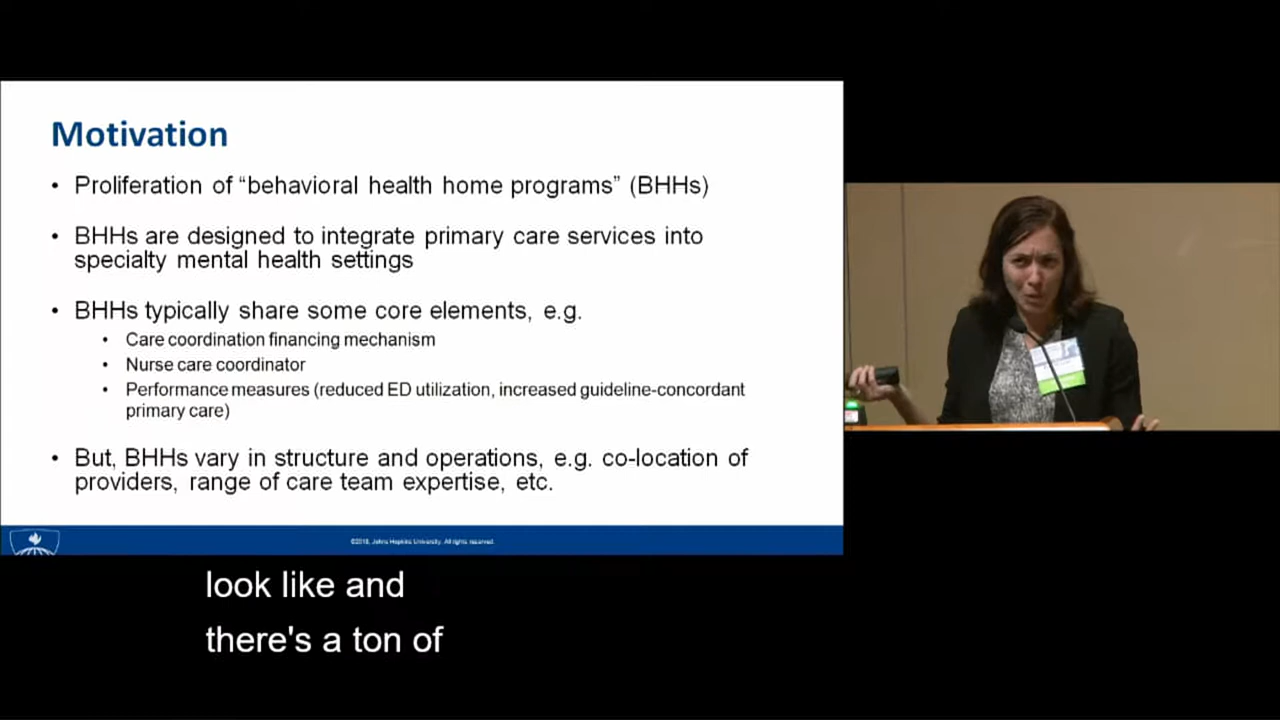 Motivation
• Proliferation of “behavioral health home programs” (BHHs)
• BHHs are designed to integrate primary care services into
specialty mental health settings
• BHHs typically share some core elements, e.g.
• Care coordination financing mechanism
• Nurse care coordinator
• Performance measures (reduced ED utilization, increased guideline-concordant
primary care)
• But, BHHs vary in structure and operations, e.g. co-location of
providers, range of care team expertise, etc.
Johns Hopkins University. All rights reserved.
look like and
there's a ton of